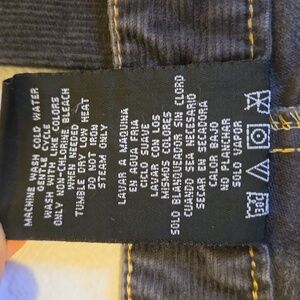 MACHINE WASH COLD WATER
GENTLE CYCLE
WASH WITH LIKE COLORS
ONLY NON-CHLORINE BLEACH
WHEN NEEDED
TUMBLE DRY LOW HEAT
DO NOT IRON
STEAM ONLY
LAVAR A MAQUINA
EN AGUA FRIA
CICLO SUAVE
LAVAR CON LOS
MISMOS COLORES
SOLO BLANQUEADOR SIN CLORO
CUANDO SEA NECESARIO
SECAR EN SECADORA
CALOR BAJO
NO PLANCHAR
SOLO VAPOR
30C